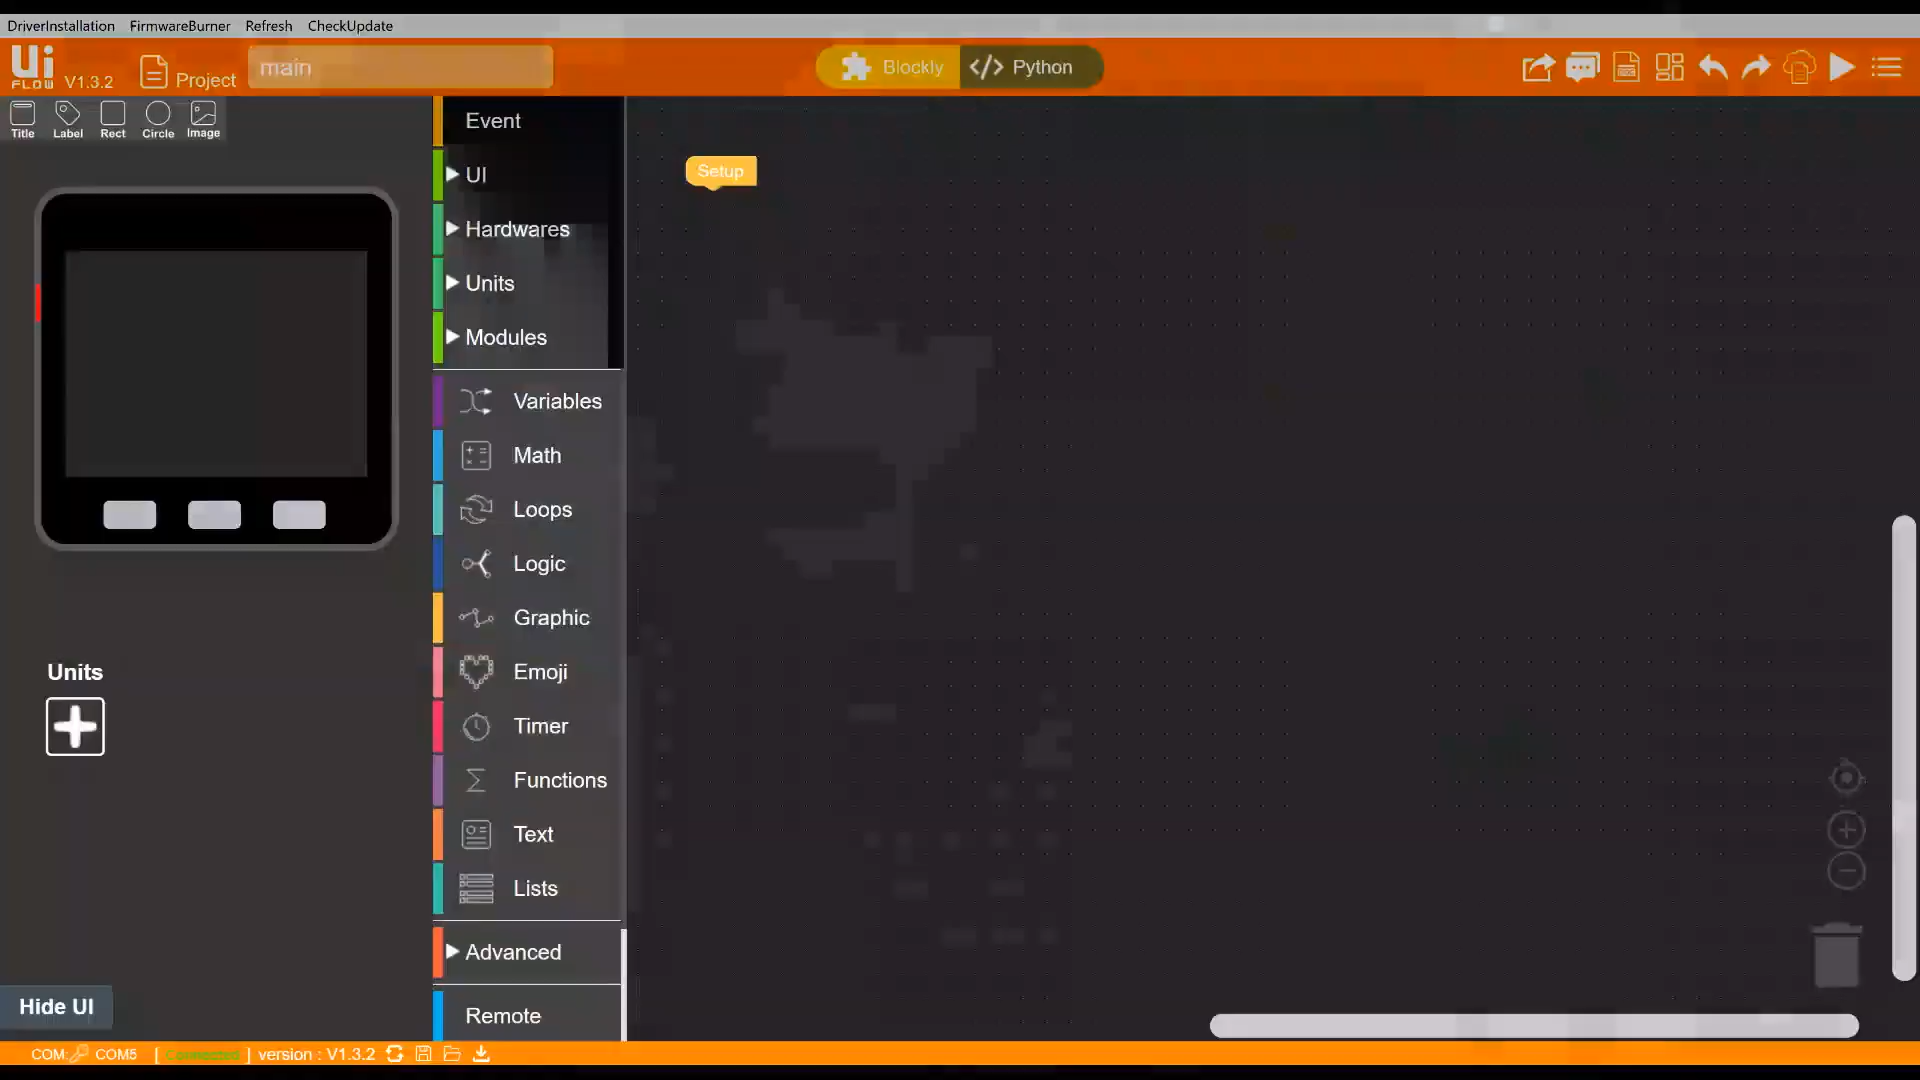 DriverInstallation FirmwareBurner Refresh CheckUpdate
Ui FLOW V1.3.2 Project main Blockly </> Python
Title Label Rect Circle Image
Event
Setup
UI
Hardwares
Units
Modules
Variables
Math
Loops
Logic
Graphic
Emoji
Units
Timer
Functions
Text
Lists
Advanced
Hide UI
Remote
COM: COM5 [ Connected ] version : V1.3.2